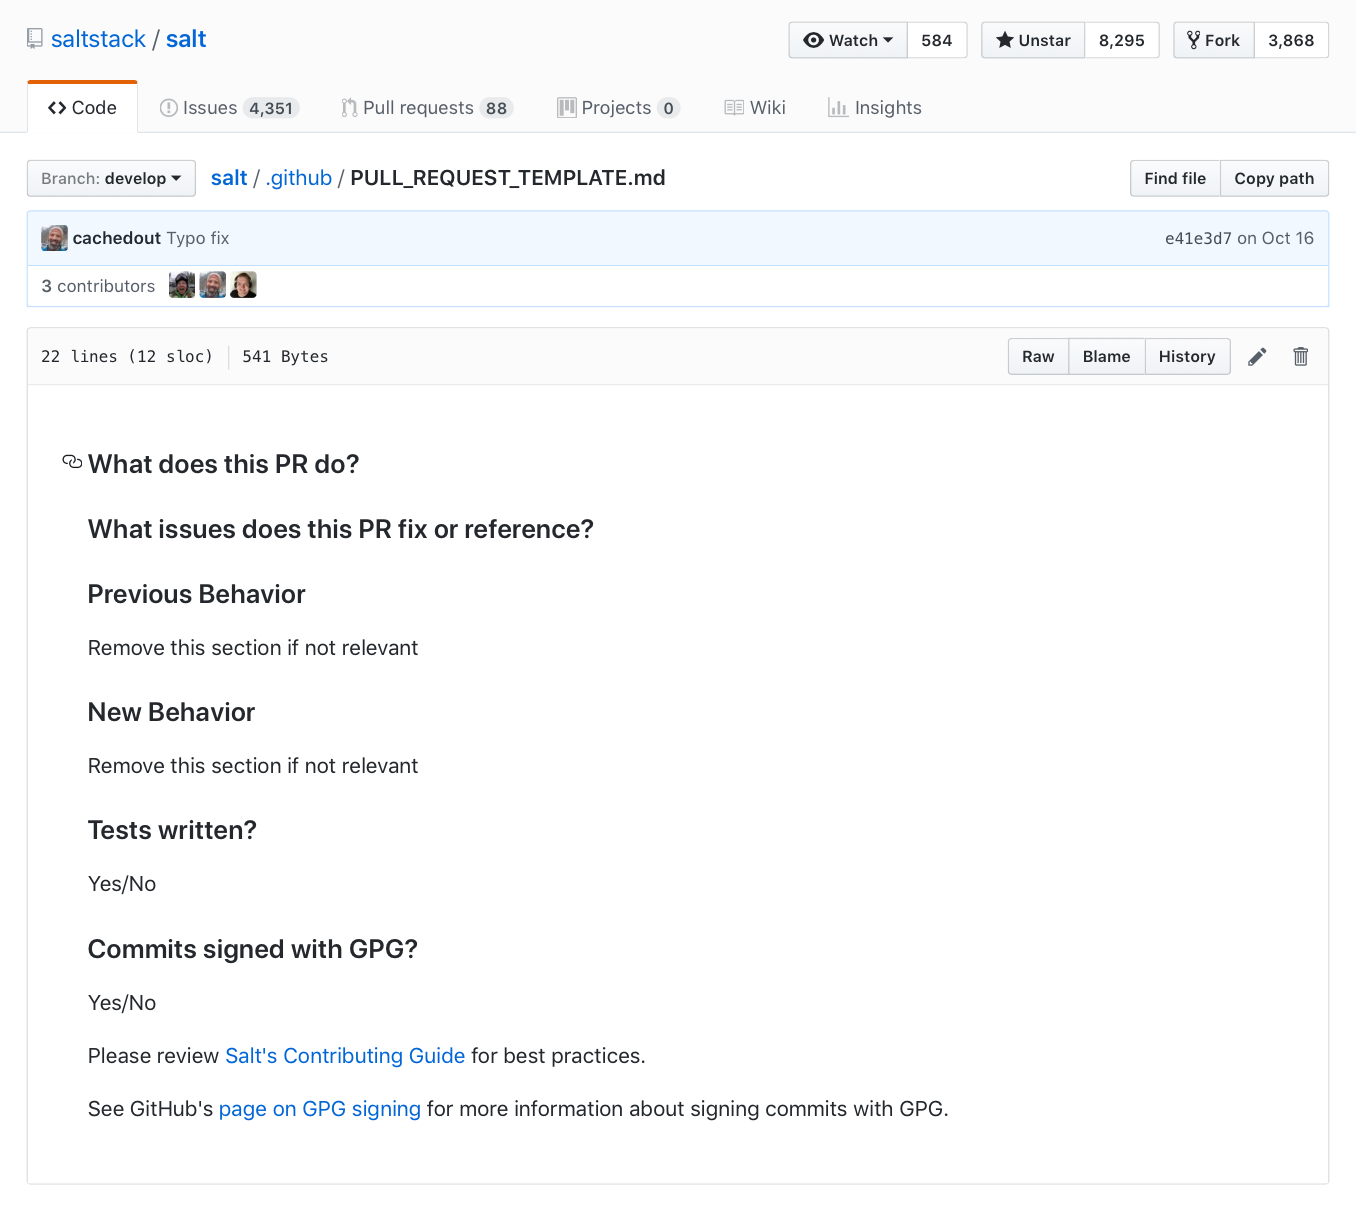 saltstack / salt
Watch 584 Unstar 8,295 Fork 3,868
Code Issues 4,351 Pull requests 88 Projects 0 Wiki Insights
Branch: develop salt / .github / PULL_REQUEST_TEMPLATE.md Find file Copy path
cachedout Typo fix e41e3d7 on Oct 16
3 contributors
22 lines (12 sloc) 541 Bytes Raw Blame History
What does this PR do?
What issues does this PR fix or reference?
Previous Behavior
Remove this section if not relevant
New Behavior
Remove this section if not relevant
Tests written?
Yes/No
Commits signed with GPG?
Yes/No
Please review Salt's Contributing Guide for best practices.
See GitHub's page on GPG signing for more information about signing commits with GPG.